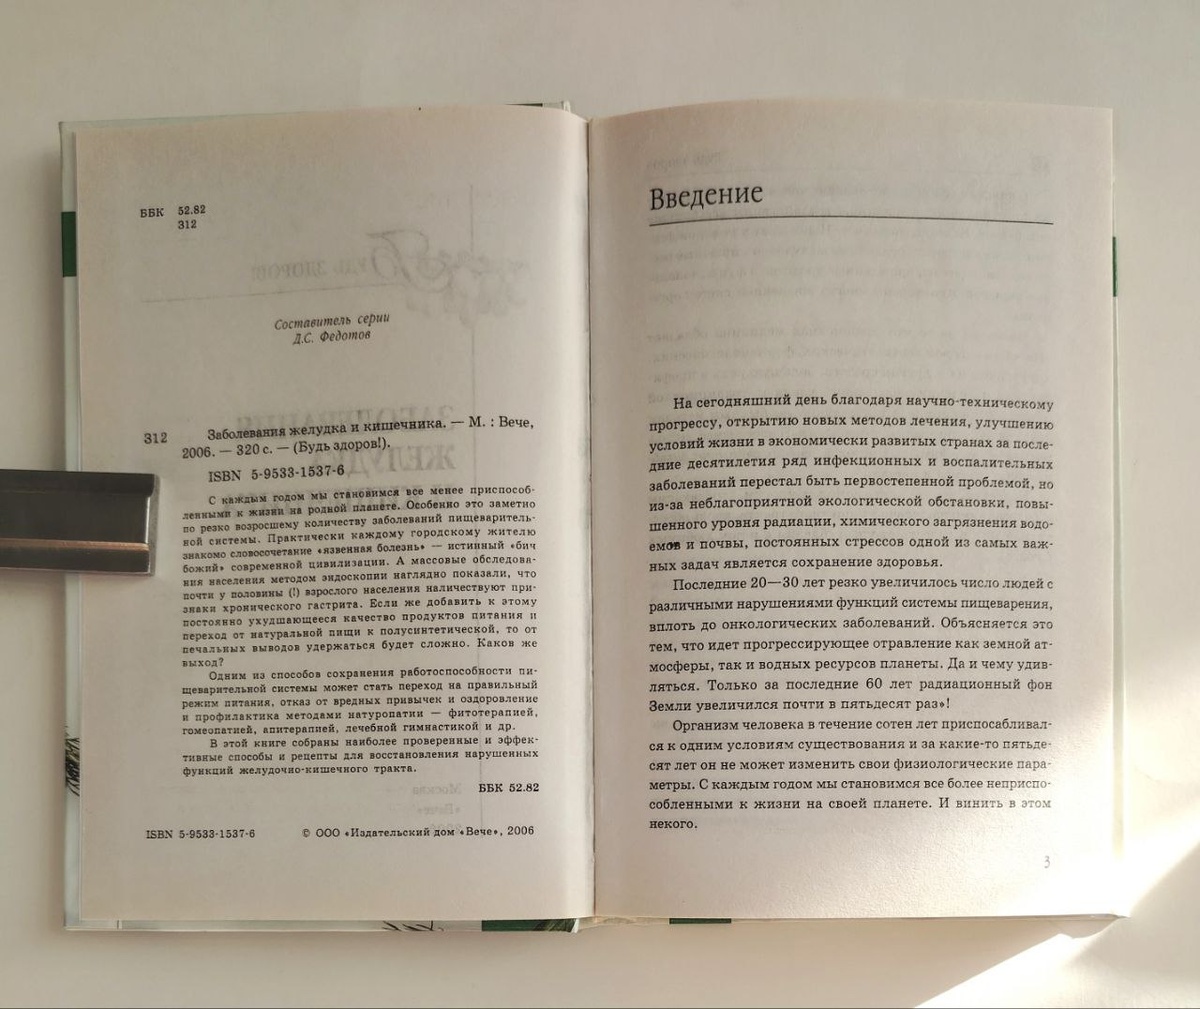 ББК 52.82
312
Составитель серии
Д.С. Федотов
312 Заболевания желудка и кишечника. — М. : Вече,
2006. — 320 с. — (Будь здоров!).
ISBN 5-9533-1537-6
С каждым годом мы становимся все менее приспособ-
ленными к жизни на родной планете. Особенно это заметно
по резко возросшему количеству заболеваний пищеваритель-
ной системы. Практически каждому городскому жителю
знакомо словосочетание «язвенная болезнь» — истинный «бич
божий» современной цивилизации. А массовые обследова-
ния населения методом эндоскопии наглядно показали, что
почти у половины (!) взрослого населения наличествуют при-
знаки хронического гастрита. Если же добавить к этому
постоянно ухудшающееся качество продуктов питания и
переход от натуральной пищи к полусинтетической, то от
печальных выводов удержаться будет сложно. Каков же
выход?
Одним из способов сохранения работоспособности пи-
щеварительной системы может стать переход на правильный
режим питания, отказ от вредных привычек и оздоровление
и профилактика методами натуропатии — фитотерапией,
гомеопатией, апитерапией, лечебной гимнастикой и др.
В этой книге собраны наиболее проверенные и эффек-
тивные способы и рецепты для восстановления нарушенных
функций желудочно-кишечного тракта.
ББК 52.82
ISBN 5-9533-1537-6 © ООО «Издательский дом «Вече», 2006
Введение
На сегодняшний день благодаря научно-техническому
прогрессу, открытию новых методов лечения, улучшению
условий жизни в экономически развитых странах за после-
дние десятилетия ряд инфекционных и воспалительных
заболеваний перестал быть первостепенной проблемой, но
из-за неблагоприятной экологической обстановки, повы-
шенного уровня радиации, химического загрязнения водо-
емов и почвы, постоянных стрессов одной из самых важ-
ных задач является сохранение здоровья.
Последние 20—30 лет резко увеличилось число людей с
различными нарушениями функций системы пищеварения,
вплоть до онкологических заболеваний. Объясняется это
тем, что идет прогрессирующее отравление как земной ат-
мосферы, так и водных ресурсов планеты. Да и чему удив-
ляться. Только за последние 60 лет радиационный фон
Земли увеличился почти в пятьдесят раз»!
Организм человека в течение сотен лет приспосабливал-
ся к одним условиям существования и за какие-то пятьде-
сят лет он не может изменить свои физиологические пара-
метры. С каждым годом мы становимся все более неприспо-
собленными к жизни на своей планете. И винить в этом
некого.
3